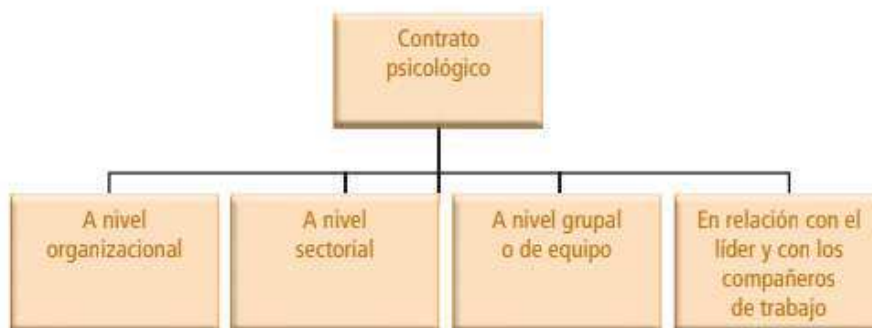 Contrato
psicológico
A nivel
organizacional
A nivel
sectorial
A nivel grupal
o de equipo
En relación con el
líder y con los
compañeros
de trabajo